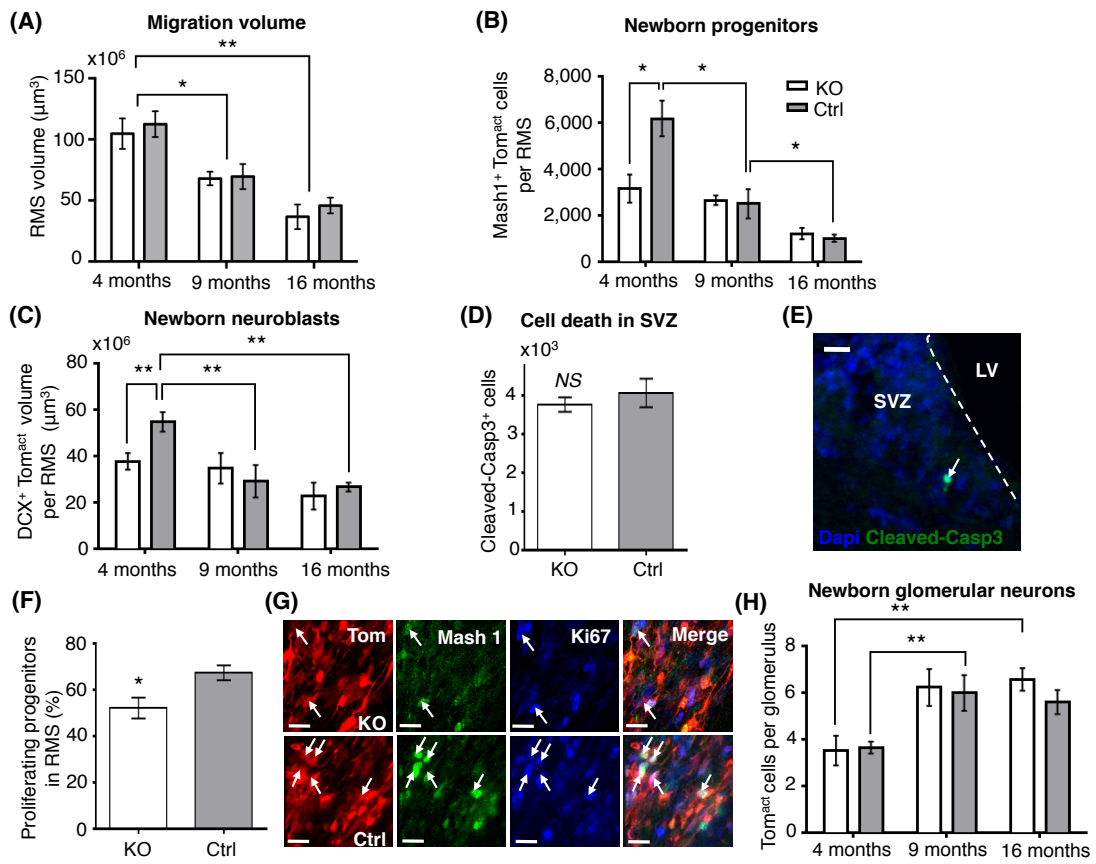 (A)
Migration volume
x10⁶
RMS volume (µm³)
150
100
50
0
4 months
9 months
16 months
*
**
(B)
Newborn progenitors
Mash1⁺ Tomᵃᶜᵗ cells
per RMS
8,000
6,000
4,000
2,000
0
*
*
*
KO
Ctrl
4 months
9 months
16 months
(C)
Newborn neuroblasts
x10⁶
DCX⁺ Tomᵃᶜᵗ volume
per RMS (µm³)
80
60
40
20
0
**
**
**
4 months
9 months
16 months
(D)
Cell death in SVZ
x10³
Cleaved-Casp3⁺ cells
4
3
2
1
0
NS
KO
Ctrl
(E)
LV
SVZ
Dapi Cleaved-Casp3
(F)
Proliferating progenitors
in RMS (%)
80
60
40
20
0
*
KO
Ctrl
(G)
Tom
Mash 1
Ki67
Merge
KO
Ctrl
(H)
Newborn glomerular neurons
Tomᵃᶜᵗ cells per glomerulus
8
6
4
2
0
**
**
4 months
9 months
16 months